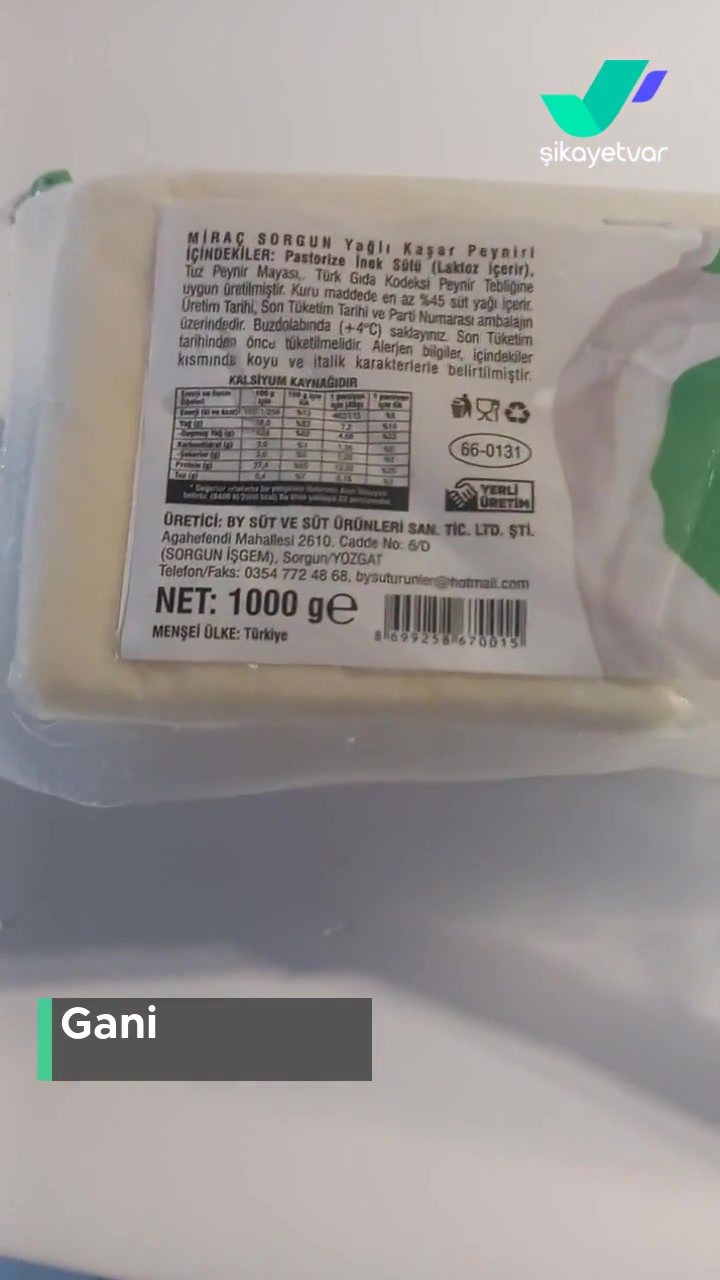 şikayetvar
MİRAÇ SORGUN Yağlı Kaşar Peyniri
İÇİNDEKİLER: Pastorize İnek Sütü (Laktoz İçerir),
Tuz Peynir Mayası,. Türk Gıda Kodeksi Peynir Tebliğine
uygun üretilmiştir. Kuru maddede en az %45 süt yağı içerir.
Üretim Tarihi, Son Tüketim Tarihi ve Parti Numarası ambalajın
üzerindedir. Buzdolabında (+4°C) saklayınız. Son Tüketim
tarihinden önce tüketilmelidir. Alerjen bilgiler, içindekiler
kısmında koyu ve italik karakterlerle belirtilmiştir.
KALSİYUM KAYNAĞIDIR
Yağ (g)
Karbonhidrat (g)
Protein (g)
Tuz (g)
66-0131
YERLİ
ÜRETİM
ÜRETİCİ: BY SÜT VE SÜT ÜRÜNLERİ SAN. TİC. LTD. ŞTİ.
Agahefendi Mahallesi 2610. Cadde No: 6/D
(SORGUN İŞGEM), Sorgun/YOZGAT
Telefon/Faks: 0354 772 48 68, bysuturunler@hotmail.com
NET: 1000 g e
MENŞEİ ÜLKE: Türkiye
8 699258 670015
Gani